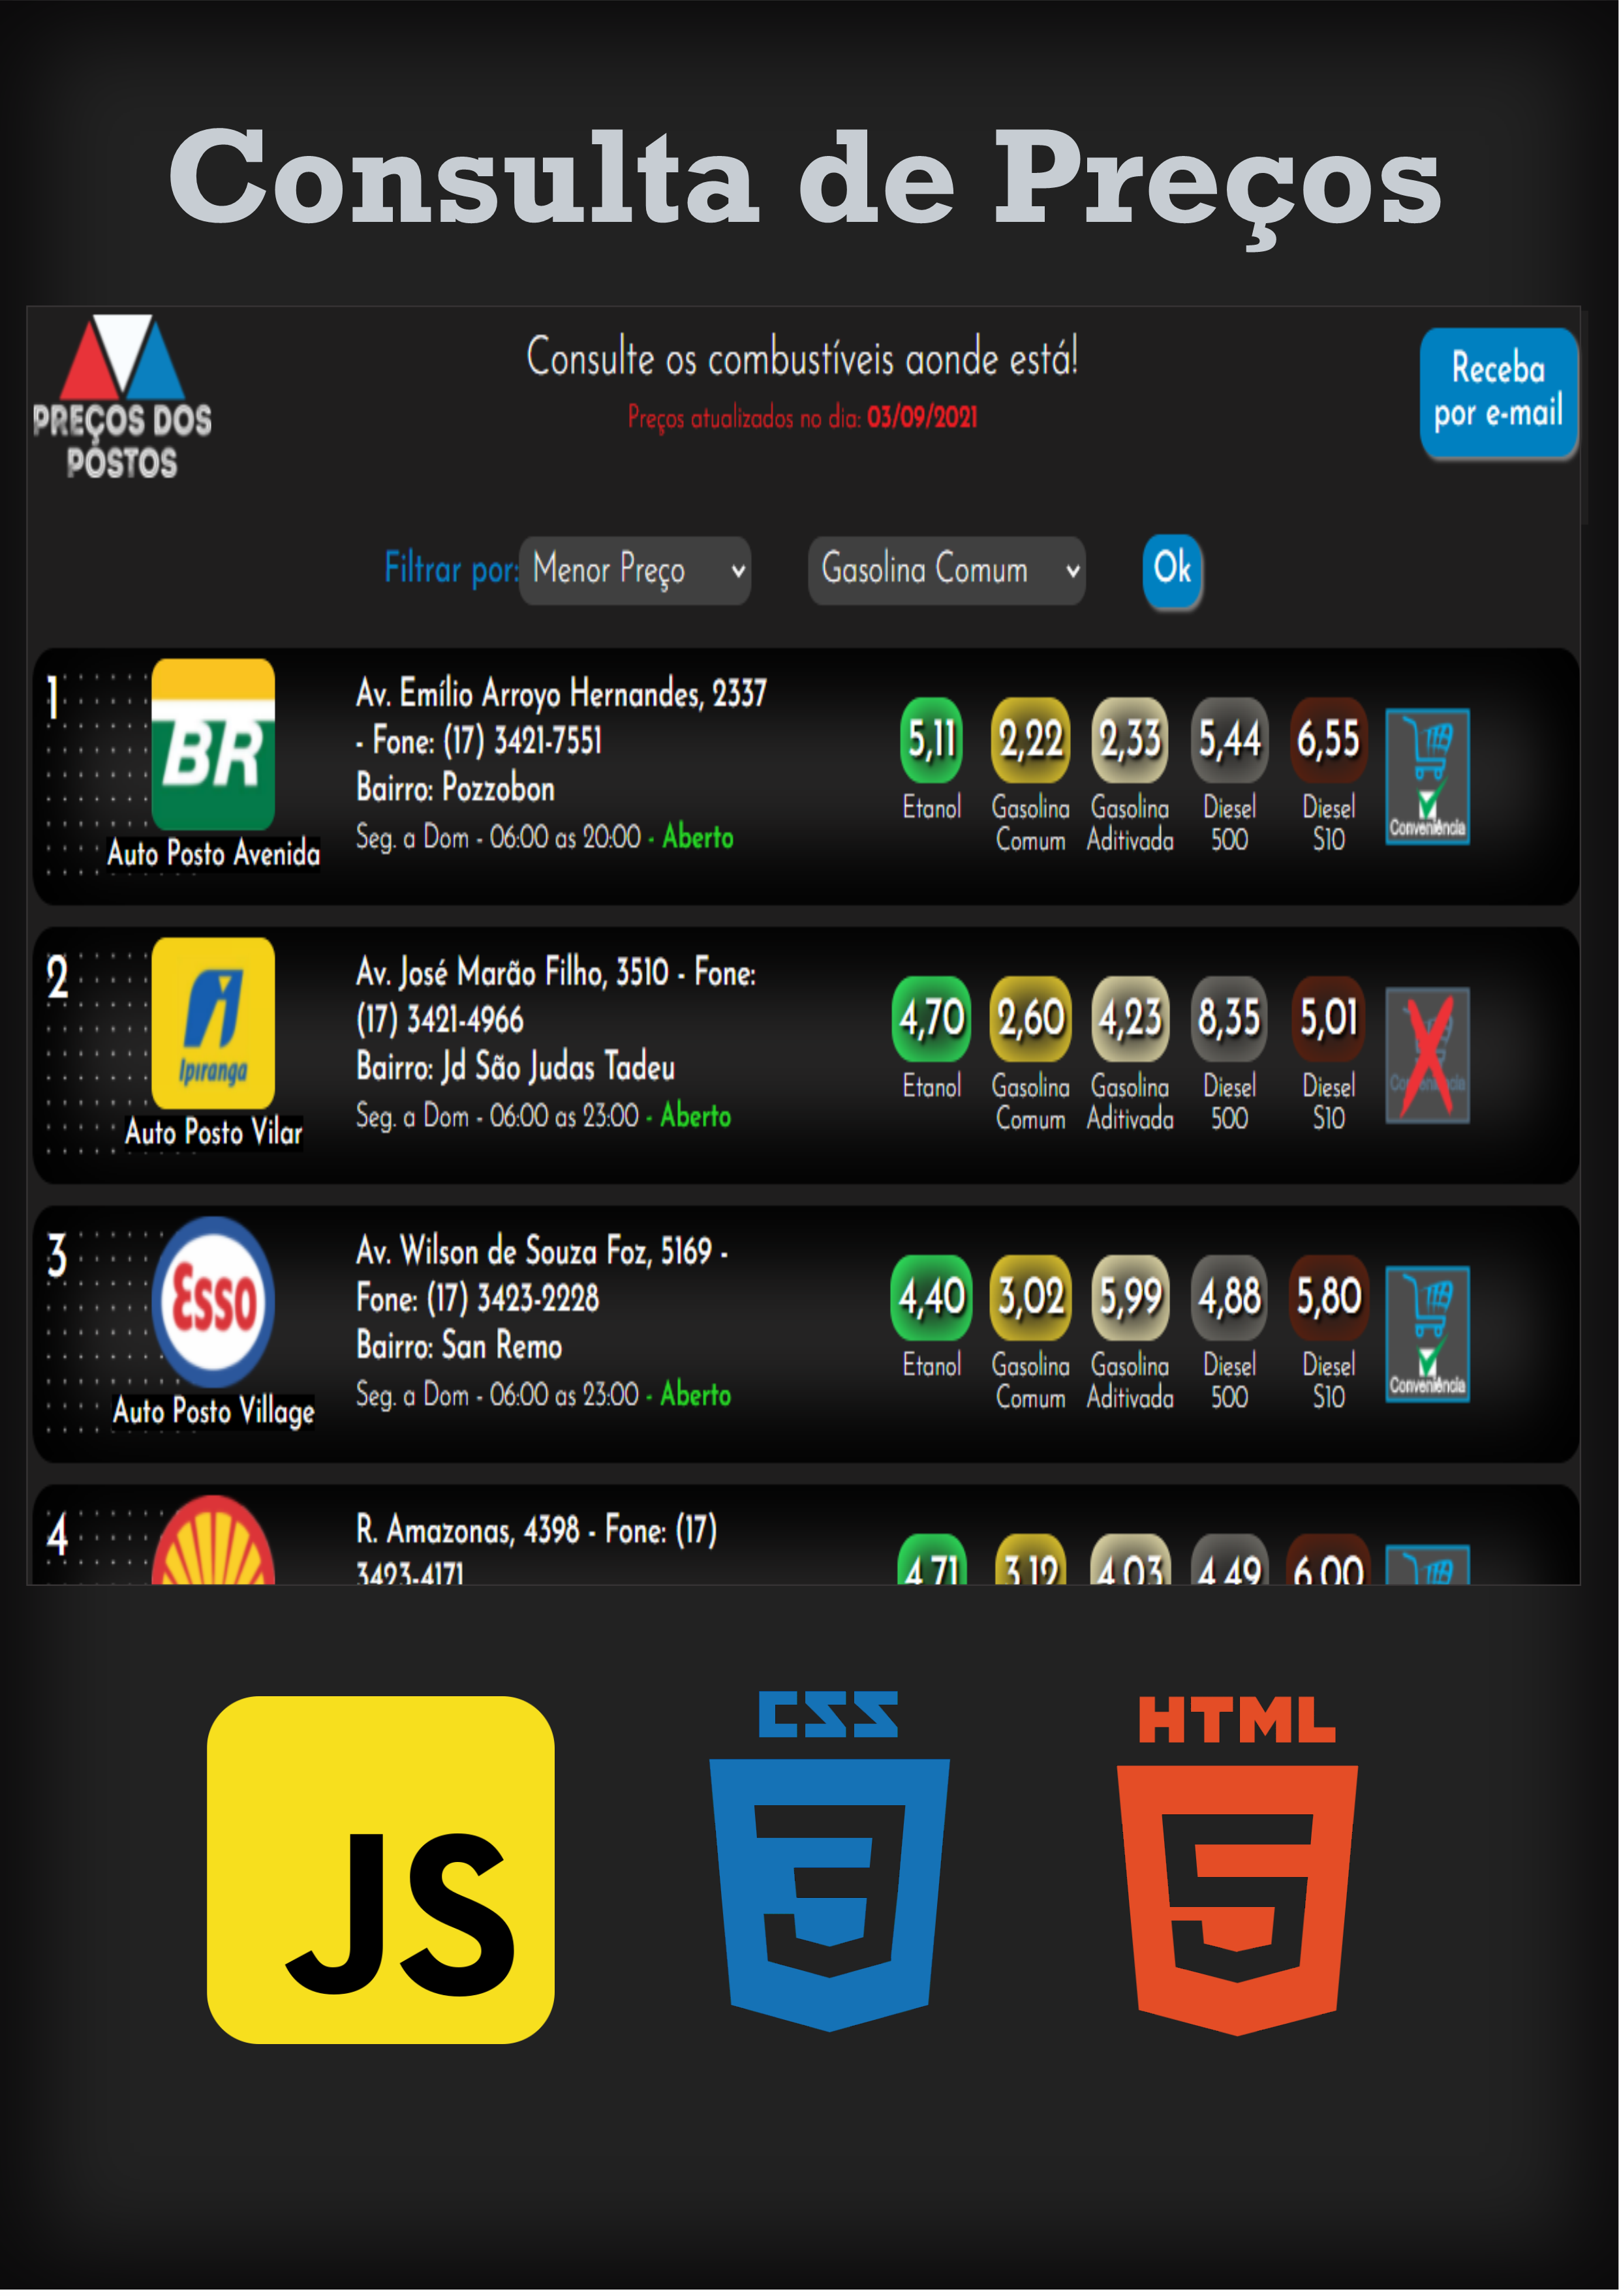 Consulta de Preços
PREÇOS DOS
POSTOS
Consulte os combustíveis aonde está!
Preços atualizados no dia: 03/09/2021
Receba
por e-mail
Filtrar por:
Menor Preço
Gasolina Comum
Ok
1
BR
Auto Posto Avenida
Av. Emílio Arroyo Hernandes, 2337
- Fone: (17) 3421-7551
Bairro: Pozzobon
Seg. a Dom - 06:00 as 20:00 - Aberto
5,11
Etanol
2,22
Gasolina
Comum
2,33
Gasolina
Aditivada
5,44
Diesel
500
6,55
Diesel
S10
Conveniência
2
Ipiranga
Auto Posto Vilar
Av. José Marão Filho, 3510 - Fone:
(17) 3421-4966
Bairro: Jd São Judas Tadeu
Seg. a Dom - 06:00 as 23:00 - Aberto
4,70
Etanol
2,60
Gasolina
Comum
4,23
Gasolina
Aditivada
8,35
Diesel
500
5,01
Diesel
S10
Conveniência
3
Esso
Auto Posto Village
Av. Wilson de Souza Foz, 5169 -
Fone: (17) 3423-2228
Bairro: San Remo
Seg. a Dom - 06:00 as 23:00 - Aberto
4,40
Etanol
3,02
Gasolina
Comum
5,99
Gasolina
Aditivada
4,88
Diesel
500
5,80
Diesel
S10
Conveniência
4
R. Amazonas, 4398 - Fone: (17)
3423-4171
4,71
3,12
4,03
4,49
6,00
JS
CSS
3
HTML
5